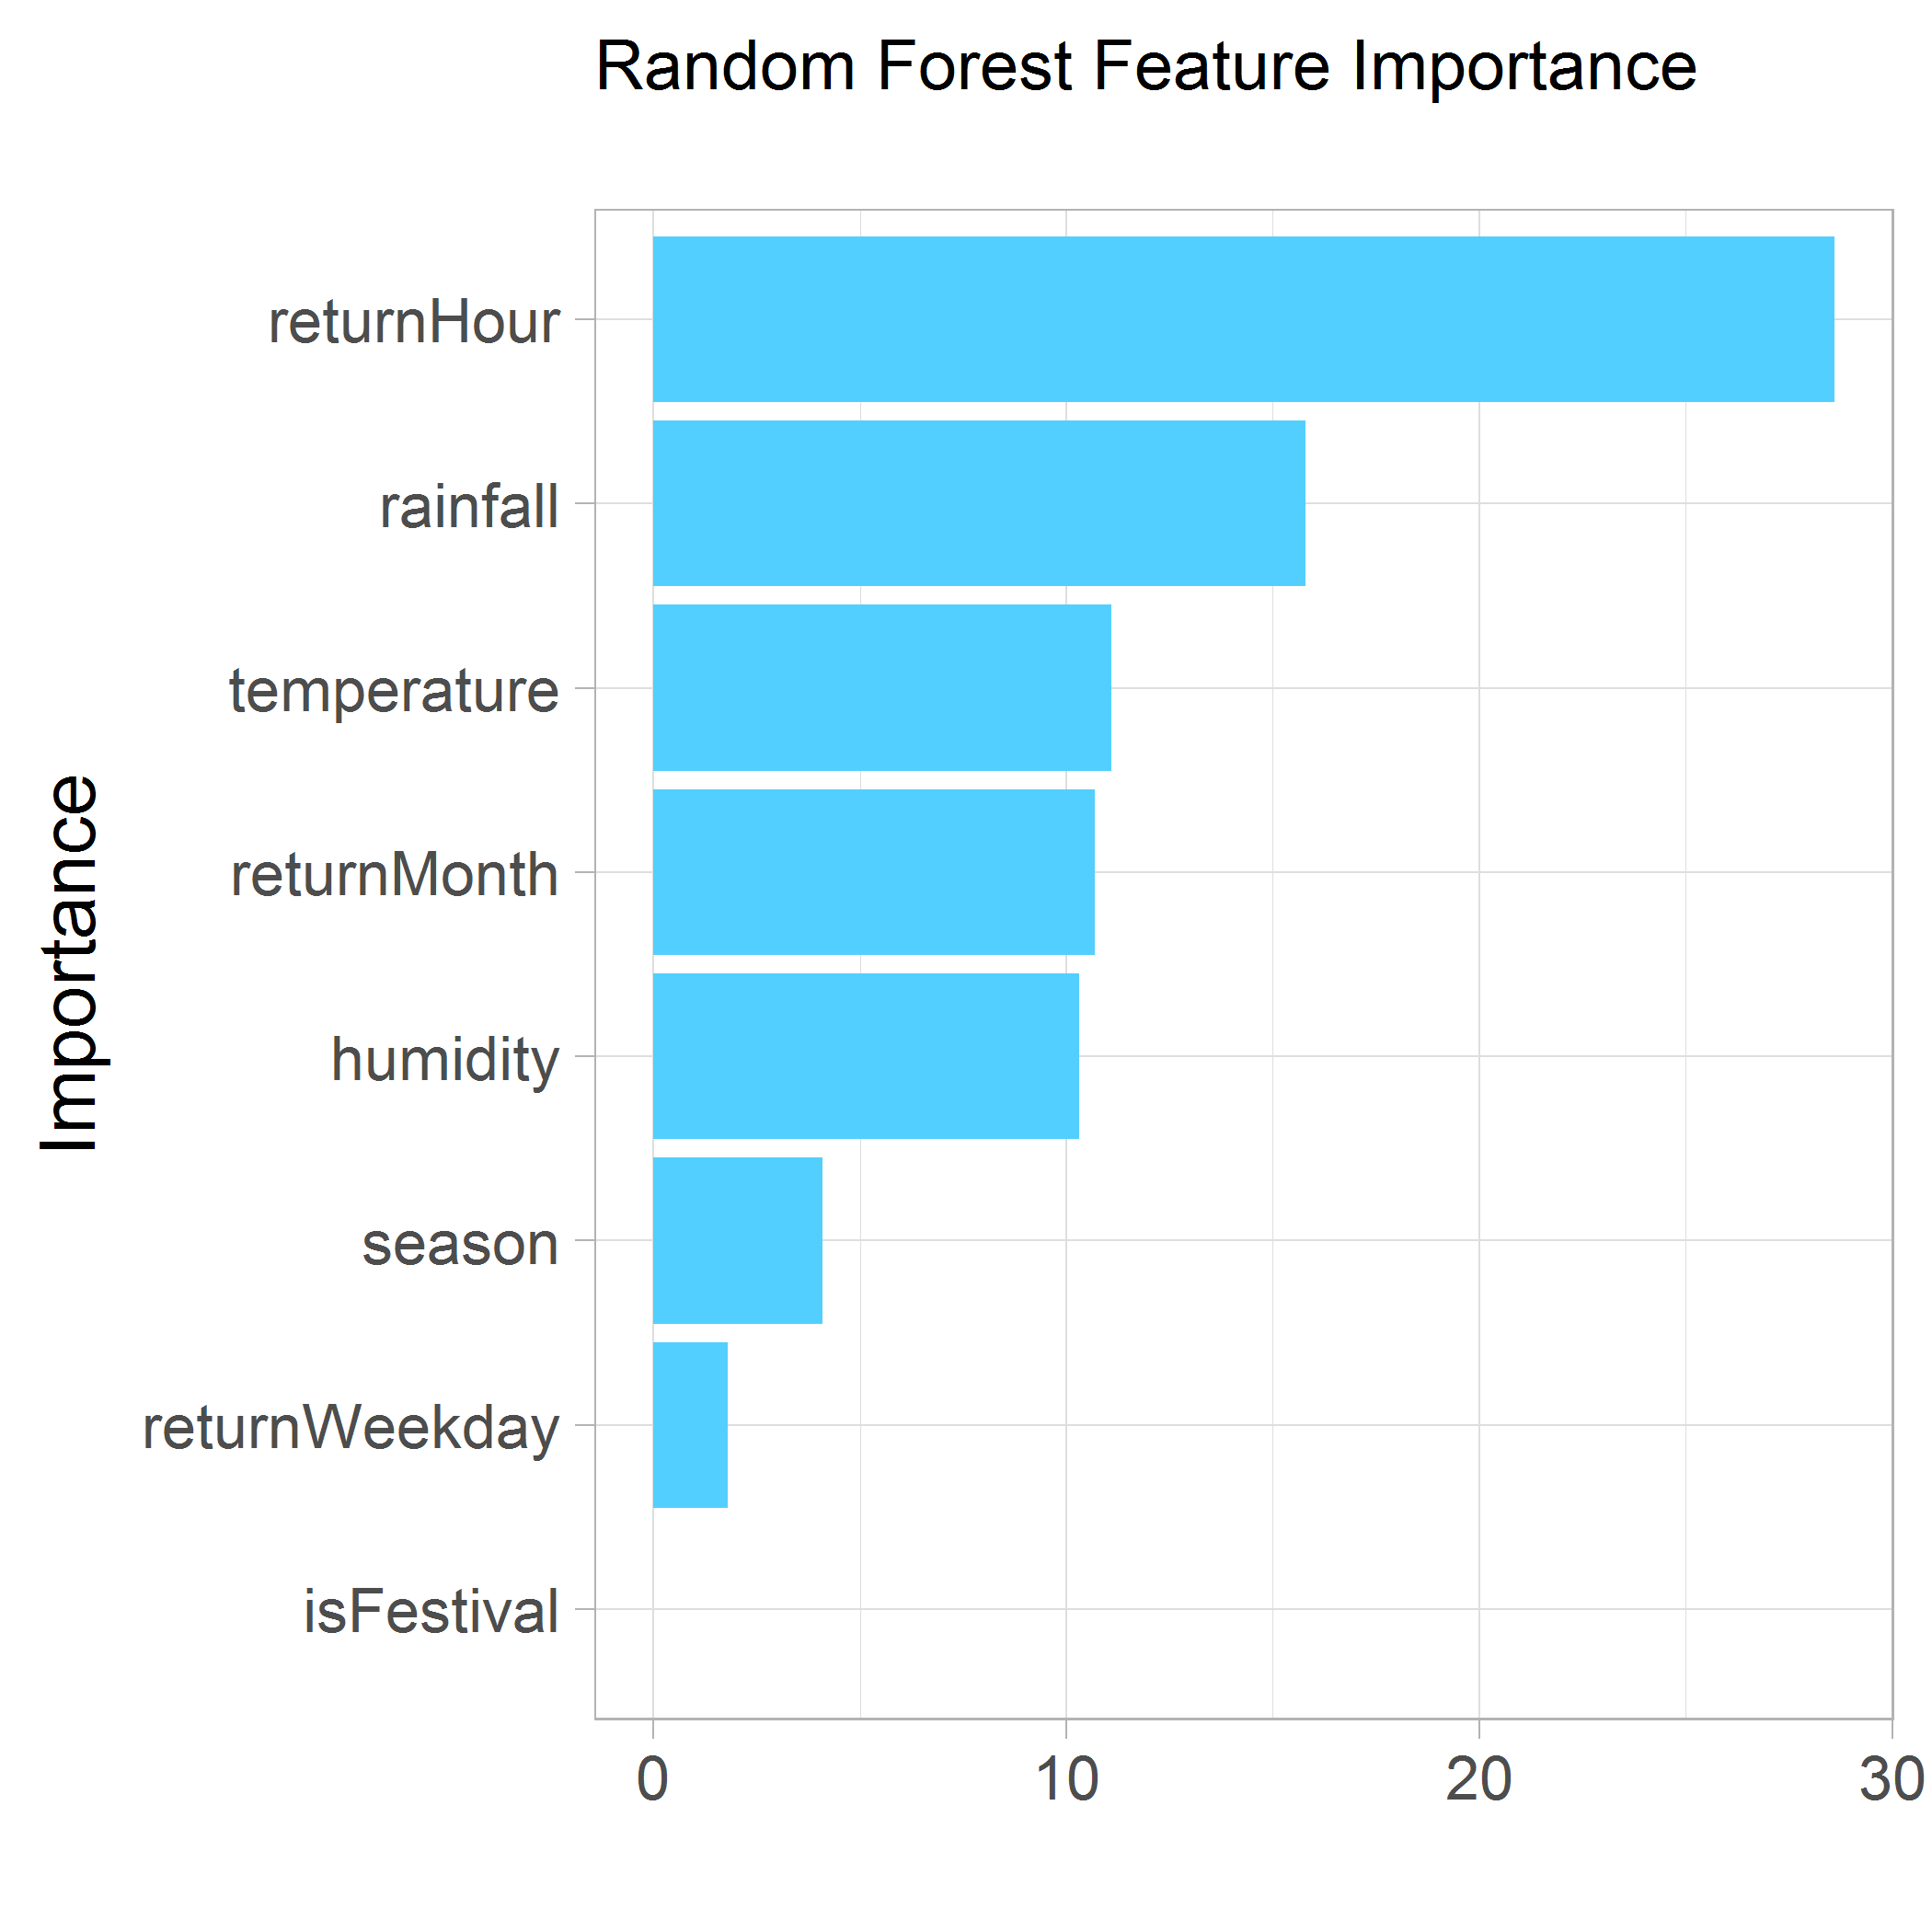 Random Forest Feature Importance
Importance
returnHour
rainfall
temperature
returnMonth
humidity
season
returnWeekday
isFestival
0 10 20 30